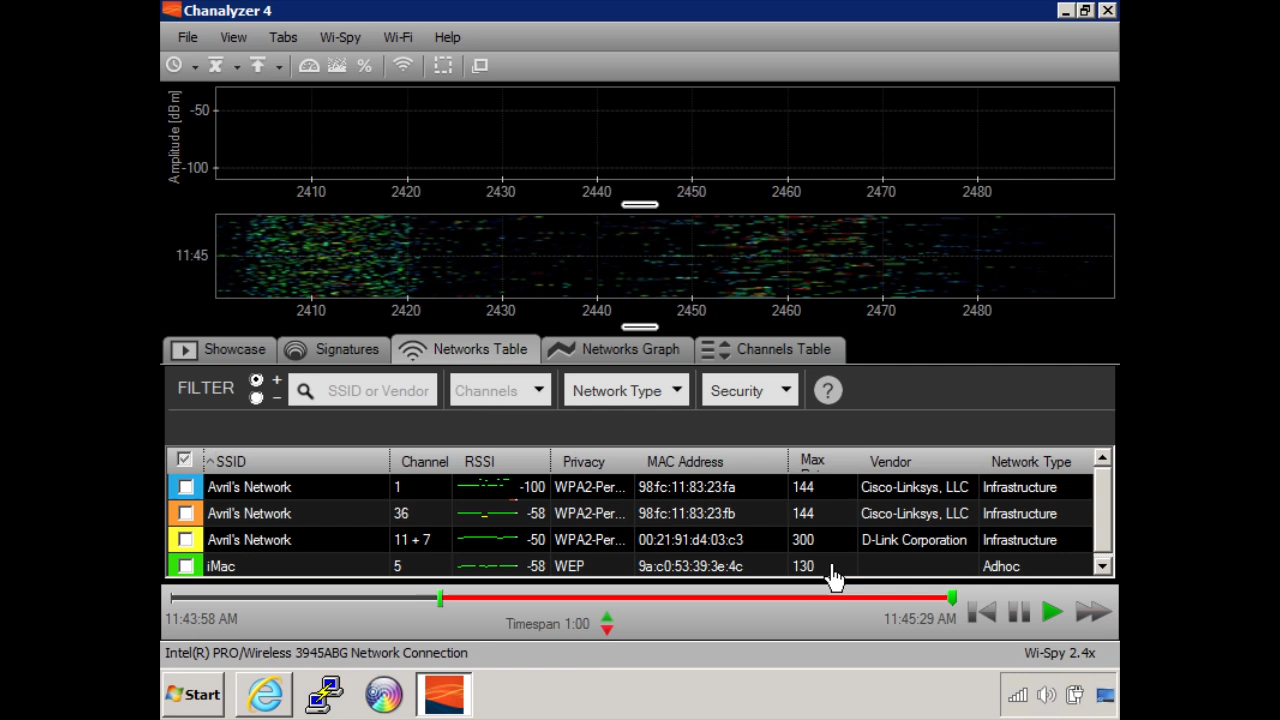 Chanalyzer 4
File View Tabs Wi-Spy Wi-Fi Help
%
Amplitude [dBm]
-50
-100
2410 2420 2430 2440 2450 2460 2470 2480
11:45
2410 2420 2430 2440 2450 2460 2470 2480
Showcase Signatures Networks Table Networks Graph Channels Table
FILTER + − SSID or Vendor Channels Network Type Security ?
SSID Channel RSSI Privacy MAC Address Max Vendor Network Type
Avril's Network 1 -100 WPA2-Per... 98:fc:11:83:23:fa 144 Cisco-Linksys, LLC Infrastructure
Avril's Network 36 -58 WPA2-Per... 98:fc:11:83:23:fb 144 Cisco-Linksys, LLC Infrastructure
Avril's Network 11 + 7 -50 WPA2-Per... 00:21:91:d4:03:c3 300 D-Link Corporation Infrastructure
iMac 5 -58 WEP 9a:c0:53:39:3e:4c 130 Adhoc
11:43:58 AM Timespan 1:00 11:45:29 AM
Intel(R) PRO/Wireless 3945ABG Network Connection Wi-Spy 2.4x
Start